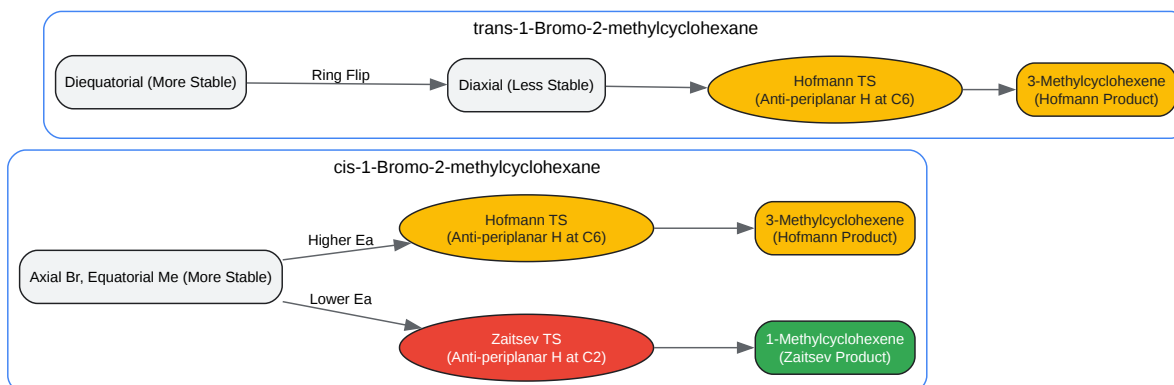 trans-1-Bromo-2-methylcyclohexane
Diequatorial (More Stable)
Ring Flip
Diaxial (Less Stable)
Hofmann TS
(Anti-periplanar H at C6)
3-Methylcyclohexene
(Hofmann Product)
cis-1-Bromo-2-methylcyclohexane
Axial Br, Equatorial Me (More Stable)
Higher Ea
Hofmann TS
(Anti-periplanar H at C6)
3-Methylcyclohexene
(Hofmann Product)
Lower Ea
Zaitsev TS
(Anti-periplanar H at C2)
1-Methylcyclohexene
(Zaitsev Product)